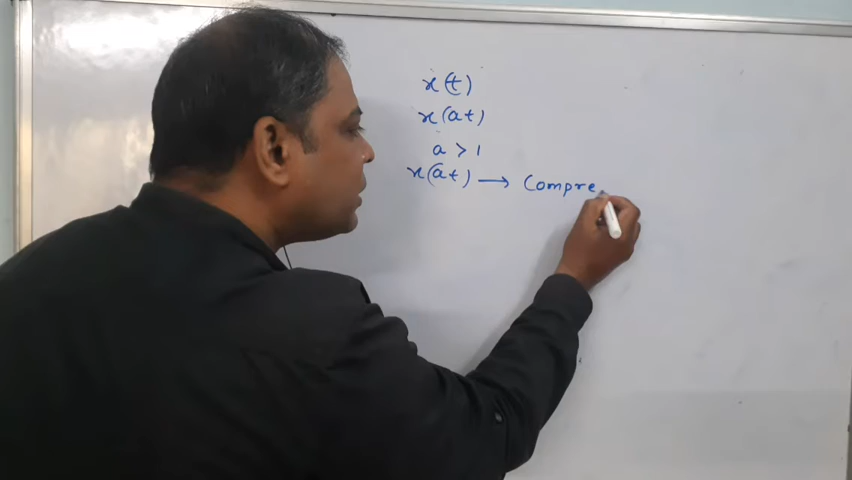 x(t)
x(at)
a > 1
x(at) → Compre